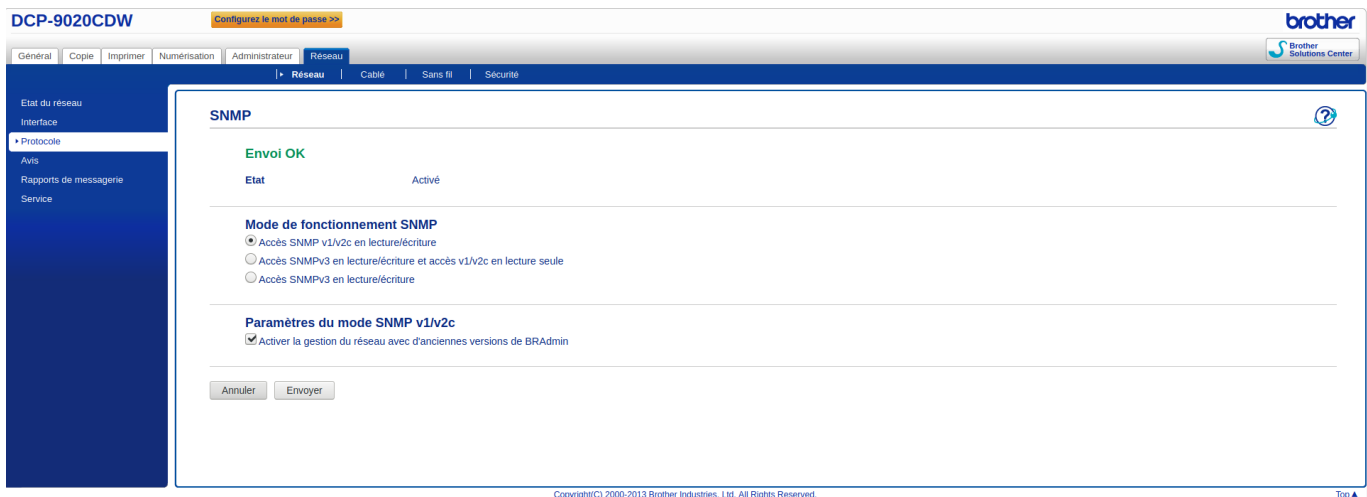 DCP-9020CDW
Configurez le mot de passe >>
brother
Général Copie Imprimer Numérisation Administrateur Réseau
Brother
Solutions Center
Réseau | Cablé | Sans fil | Sécurité
Etat du réseau
Interface
Protocole
Avis
Rapports de messagerie
Service
SNMP
Envoi OK
Etat Activé
Mode de fonctionnement SNMP
Accès SNMP v1/v2c en lecture/écriture
Accès SNMPv3 en lecture/écriture et accès v1/v2c en lecture seule
Accès SNMPv3 en lecture/écriture
Paramètres du mode SNMP v1/v2c
Activer la gestion du réseau avec d'anciennes versions de BRAdmin
Annuler Envoyer
Copyright(C) 2000-2013 Brother Industries, Ltd. All Rights Reserved. Top▲